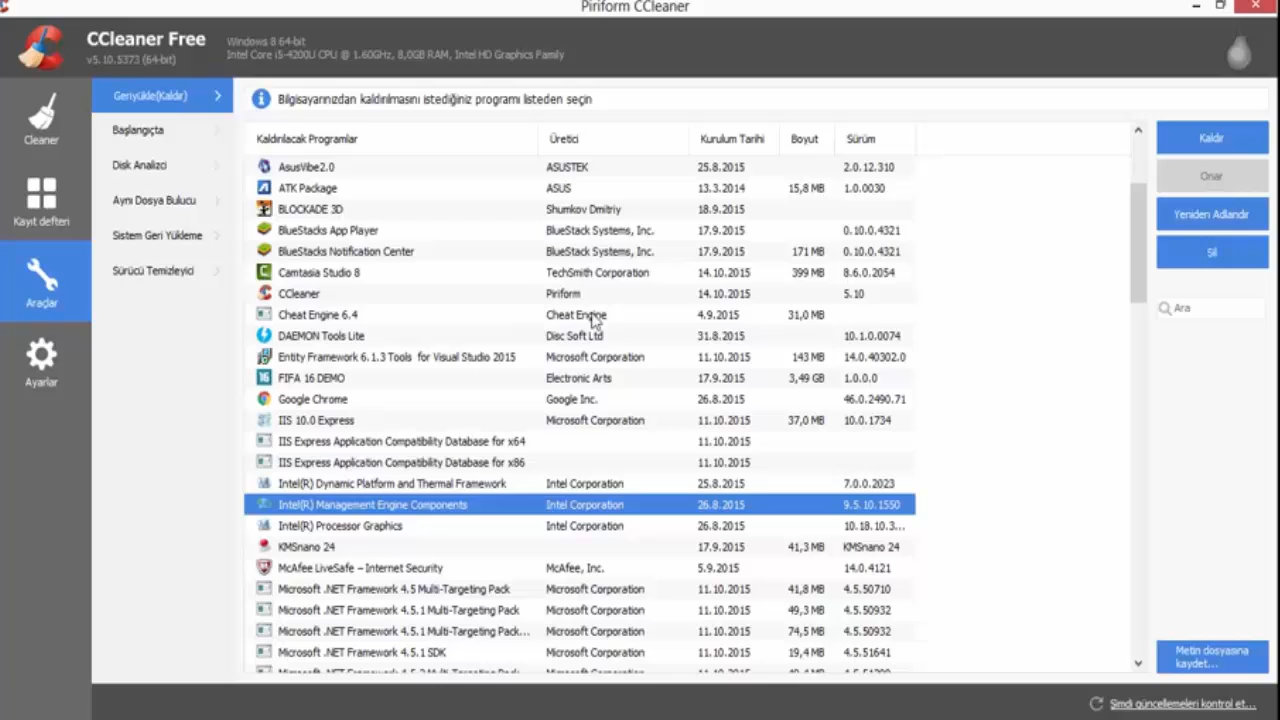 Piriform CCleaner
CCleaner Free
v5.10.5373 (64-bit)
Windows 8 64-bit
Intel Core i5-4200U CPU @ 1.60GHz, 8,0GB RAM, Intel HD Graphics Family
Cleaner
Kayıt defteri
Araçlar
Ayarlar
Geriyükle(Kaldır)
Başlangıçta
Disk Analizci
Aynı Dosya Bulucu
Sistem Geri Yükleme
Sürücü Temizleyici
Bilgisayarınızdan kaldırılmasını istediğiniz programı listeden seçin
Kaldırılacak Programlar Üretici Kurulum Tarihi Boyut Sürüm
AsusVibe2.0 ASUSTEK 25.8.2015 2.0.12.310
ATK Package ASUS 13.3.2014 15,8 MB 1.0.0030
BLOCKADE 3D Shumkov Dmitriy 18.9.2015
BlueStacks App Player BlueStack Systems, Inc. 17.9.2015 0.10.0.4321
BlueStacks Notification Center BlueStack Systems, Inc. 17.9.2015 171 MB 0.10.0.4321
Camtasia Studio 8 TechSmith Corporation 14.10.2015 399 MB 8.6.0.2054
CCleaner Piriform 14.10.2015 5.10
Cheat Engine 6.4 Cheat Engine 4.9.2015 31,0 MB
DAEMON Tools Lite Disc Soft Ltd 31.8.2015 10.1.0.0074
Entity Framework 6.1.3 Tools for Visual Studio 2015 Microsoft Corporation 11.10.2015 143 MB 14.0.40302.0
FIFA 16 DEMO Electronic Arts 17.9.2015 3,49 GB 1.0.0.0
Google Chrome Google Inc. 26.8.2015 46.0.2490.71
IIS 10.0 Express Microsoft Corporation 11.10.2015 37,0 MB 10.0.1734
IIS Express Application Compatibility Database for x64 11.10.2015
IIS Express Application Compatibility Database for x86 11.10.2015
Intel(R) Dynamic Platform and Thermal Framework Intel Corporation 25.8.2015 7.0.0.2023
Intel(R) Management Engine Components Intel Corporation 26.8.2015 9.5.10.1550
Intel(R) Processor Graphics Intel Corporation 26.8.2015 10.18.10.3...
KMSnano 24 17.9.2015 41,3 MB KMSnano 24
McAfee LiveSafe – Internet Security McAfee, Inc. 5.9.2015 14.0.4121
Microsoft .NET Framework 4.5 Multi-Targeting Pack Microsoft Corporation 11.10.2015 41,8 MB 4.5.50710
Microsoft .NET Framework 4.5.1 Multi-Targeting Pack Microsoft Corporation 11.10.2015 49,3 MB 4.5.50932
Microsoft .NET Framework 4.5.1 Multi-Targeting Pack... Microsoft Corporation 11.10.2015 74,5 MB 4.5.50932
Microsoft .NET Framework 4.5.1 SDK Microsoft Corporation 11.10.2015 19,4 MB 4.5.51641
Kaldır
Onar
Yeniden Adlandır
Sil
Ara
Metin dosyasına
kaydet...
Şimdi güncellemeleri kontrol et...